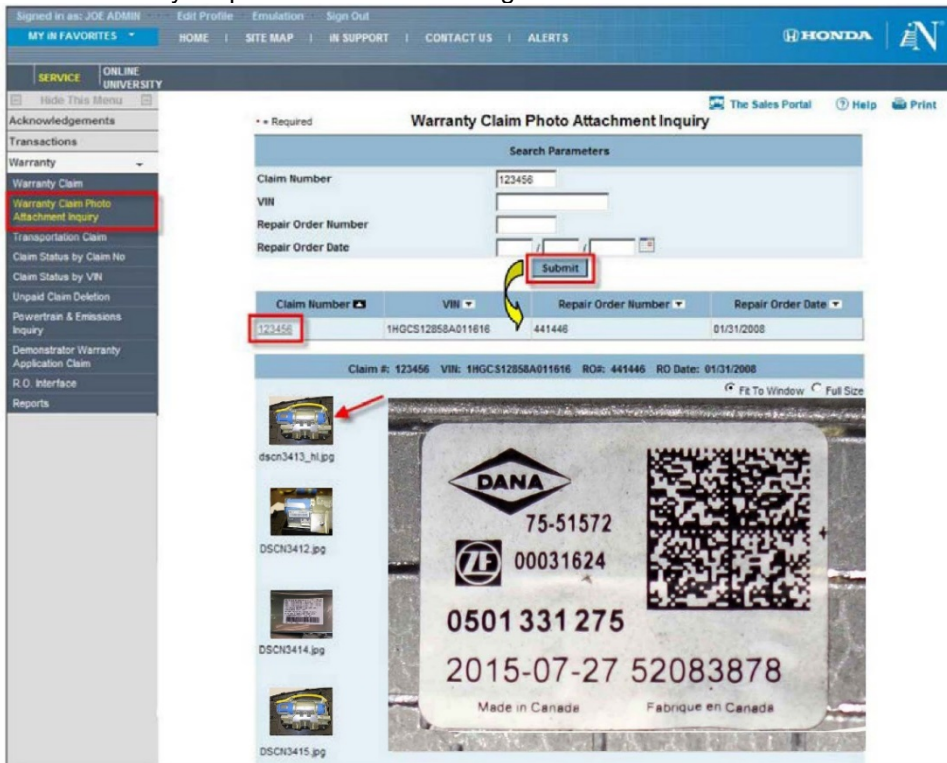 Signed in as: JOE ADMIN Edit Profile Emulation Sign Out
MY iN FAVORITES HOME | SITE MAP | iN SUPPORT | CONTACT US | ALERTS HONDA iN
SERVICE ONLINE UNIVERSITY
Hide This Menu
The Sales Portal Help Print
Acknowledgements
Transactions
Warranty
Warranty Claim
Warranty Claim Photo
Attachment Inquiry
Transportation Claim
Claim Status by Claim No
Claim Status by VIN
Unpaid Claim Deletion
Powertrain & Emissions
Inquiry
Demonstrator Warranty
Application Claim
R.O. Interface
Reports
• = Required
Warranty Claim Photo Attachment Inquiry
Search Parameters
Claim Number 123456
VIN
Repair Order Number
Repair Order Date / /
Submit
Claim Number VIN Repair Order Number Repair Order Date
123456 1HGCS12858A011616 441446 01/31/2008
Claim #: 123456 VIN: 1HGCS12858A011616 RO#: 441446 RO Date: 01/31/2008
Fit To Window Full Size
dscn3413_hl.jpg
DSCN3412.jpg
DSCN3414.jpg
DSCN3415.jpg
DANA
75-51572
ZF 00031624
0501 331 275
2015-07-27 52083878
Made in Canada Fabrique en Canada